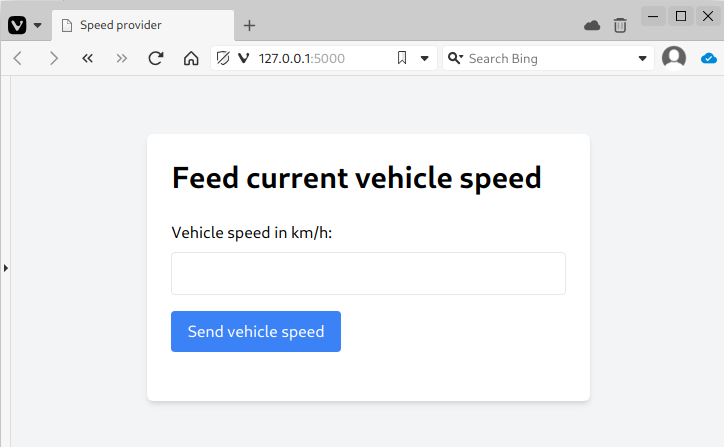 Speed provider
127.0.0.1:5000
Search Bing
Feed current vehicle speed
Vehicle speed in km/h:
Send vehicle speed